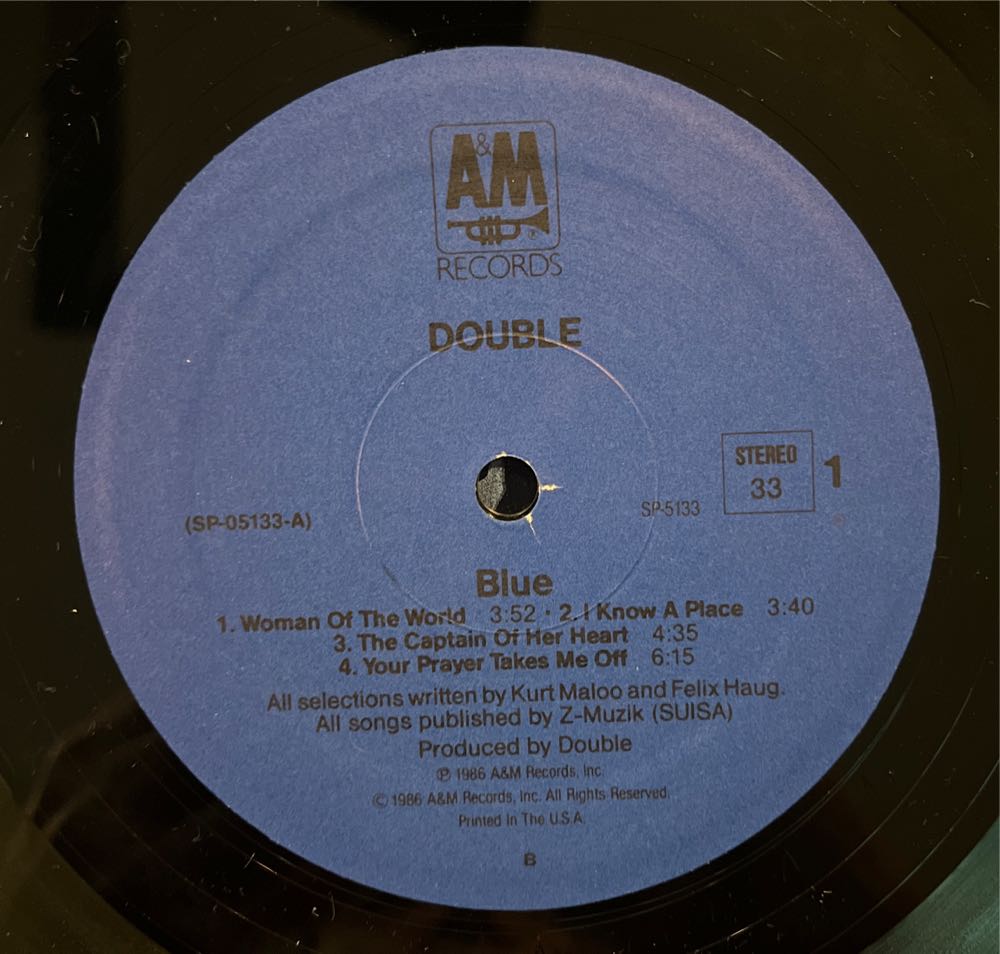 A&M
®
RECORDS
DOUBLE
STEREO
33
1
SP-5133
(SP-05133-A)
Blue
1. Woman Of The World 3:52 · 2. I Know A Place 3:40
3. The Captain Of Her Heart 4:35
4. Your Prayer Takes Me Off 6:15
All selections written by Kurt Maloo and Felix Haug.
All songs published by Z-Muzik (SUISA)
Produced by Double
℗ 1986 A&M Records, Inc.
© 1986 A&M Records, Inc. All Rights Reserved.
Printed In The U.S.A.
B